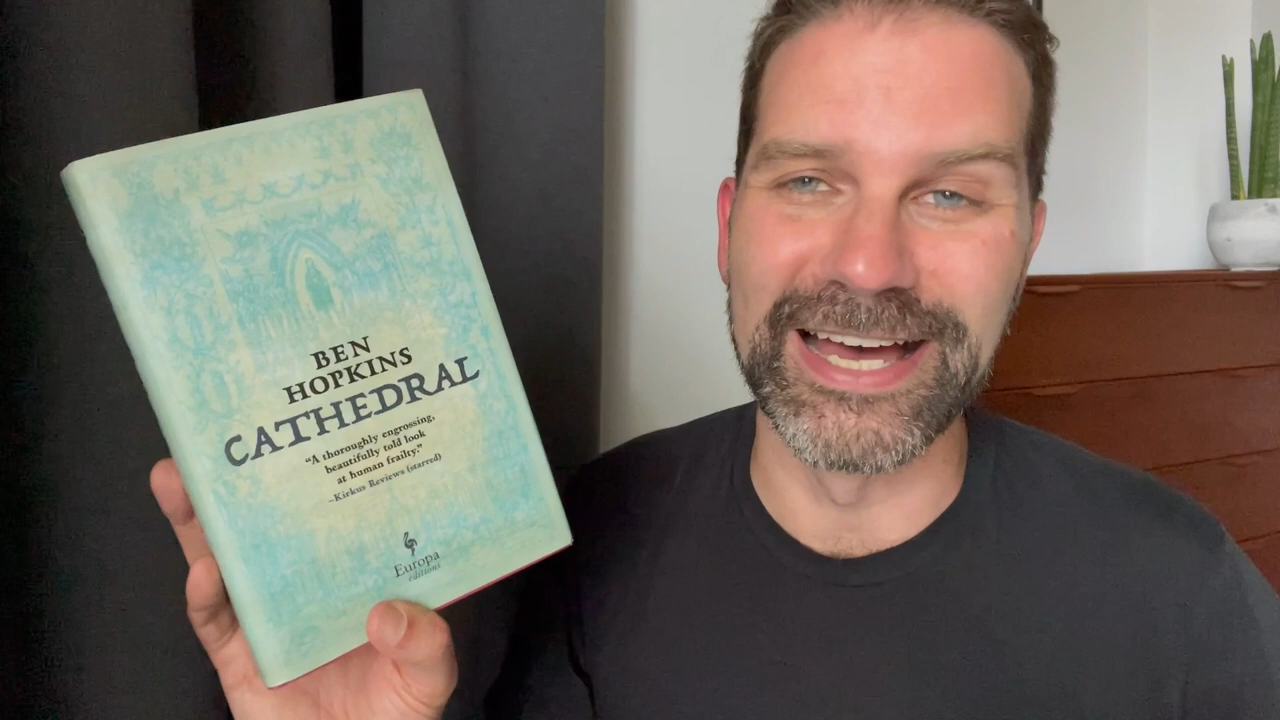 BEN
HOPKINS
CATHEDRAL
“A thoroughly engrossing,
beautifully told look
at human frailty.”
–Kirkus Reviews (starred)
Europa
editions